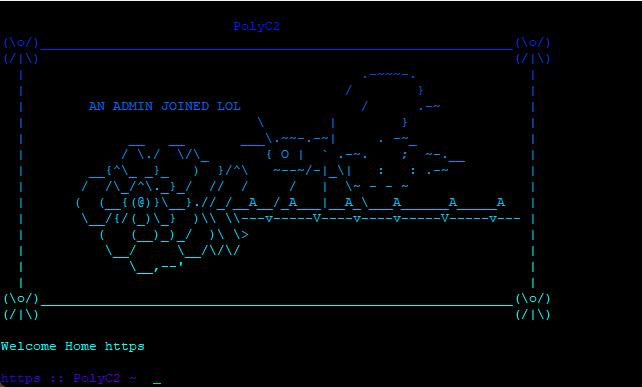 PolyC2
AN ADMIN JOINED LOL
Welcome Home https
https :: PolyC2 ~ _